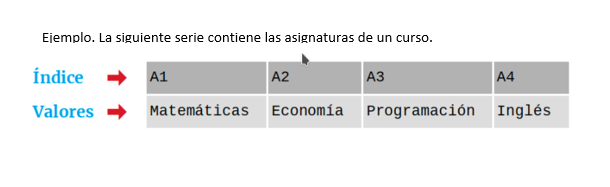 Ejemplo. La siguiente serie contiene las asignaturas de un curso.
Índice A1 A2 A3 A4
Valores Matemáticas Economía Programación Inglés